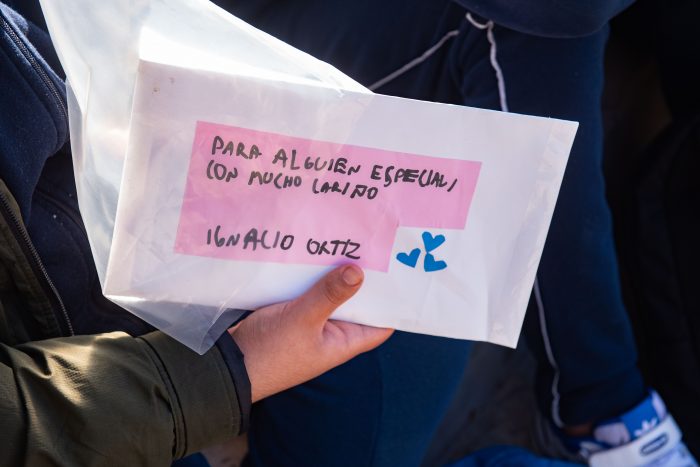 PARA ALGUIEN ESPECIAL,
CON MUCHO CARIÑO
IGNACIO ORTIZ